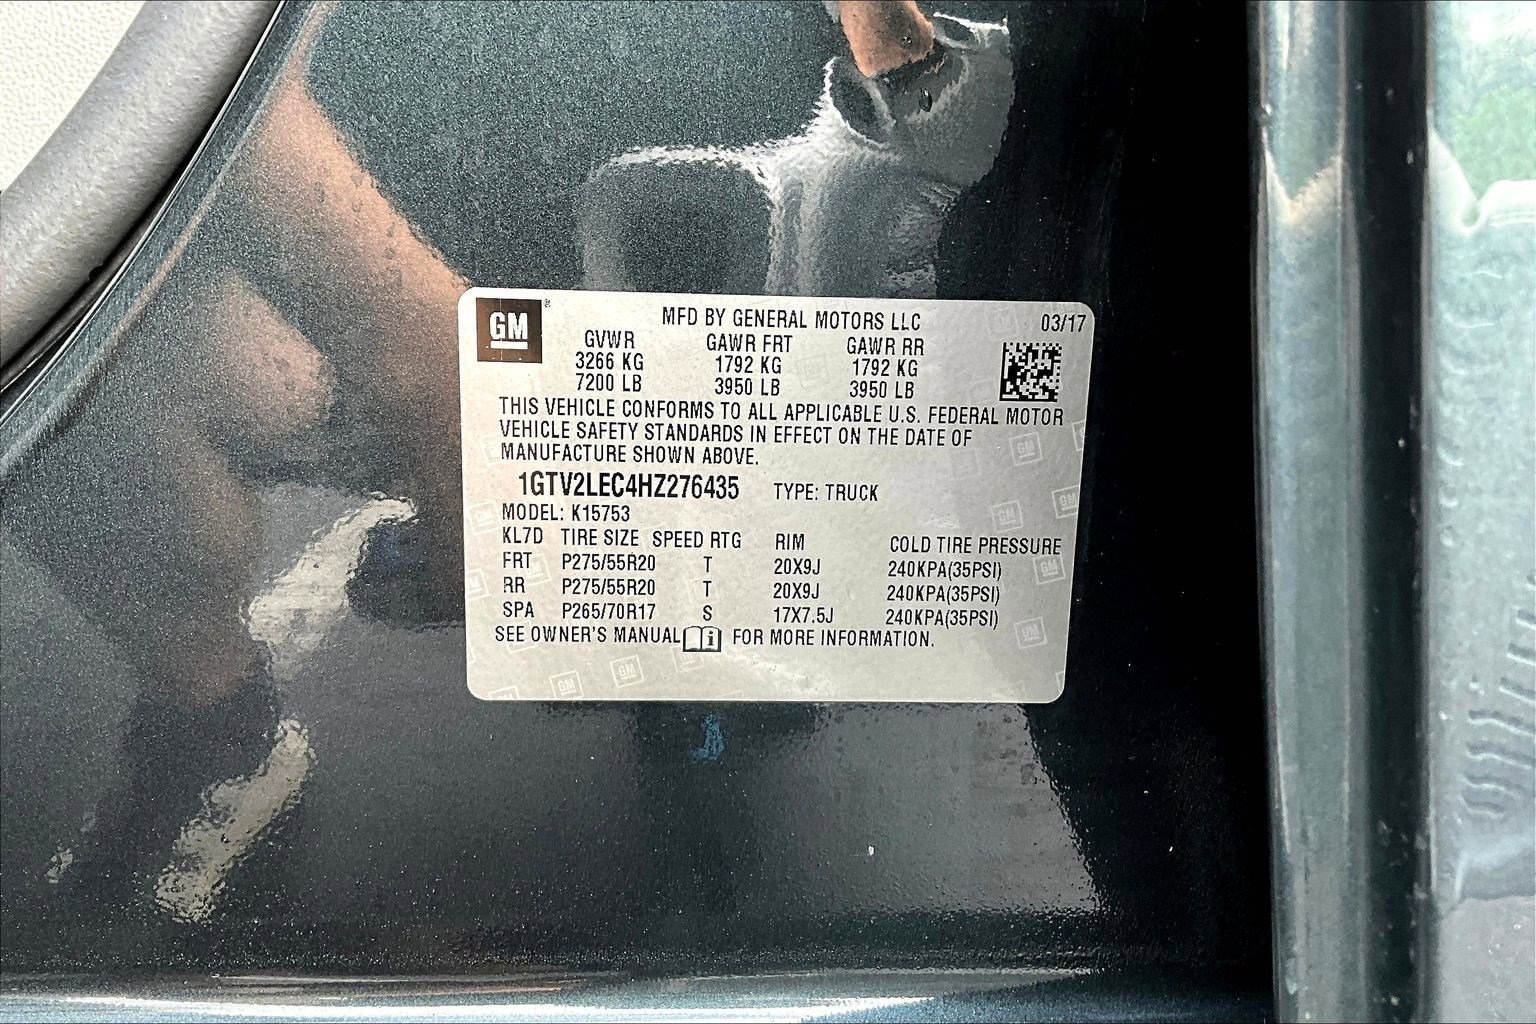 GM ®
MFD BY GENERAL MOTORS LLC 03/17
GVWR GAWR FRT GAWR RR
3266 KG 1792 KG 1792 KG
7200 LB 3950 LB 3950 LB
THIS VEHICLE CONFORMS TO ALL APPLICABLE U.S. FEDERAL MOTOR
VEHICLE SAFETY STANDARDS IN EFFECT ON THE DATE OF
MANUFACTURE SHOWN ABOVE.
1GTV2LEC4HZ276435 TYPE: TRUCK
MODEL: K15753
KL7D TIRE SIZE SPEED RTG RIM COLD TIRE PRESSURE
FRT P275/55R20 T 20X9J 240KPA(35PSI)
RR P275/55R20 T 20X9J 240KPA(35PSI)
SPA P265/70R17 S 17X7.5J 240KPA(35PSI)
SEE OWNER'S MANUAL i FOR MORE INFORMATION.